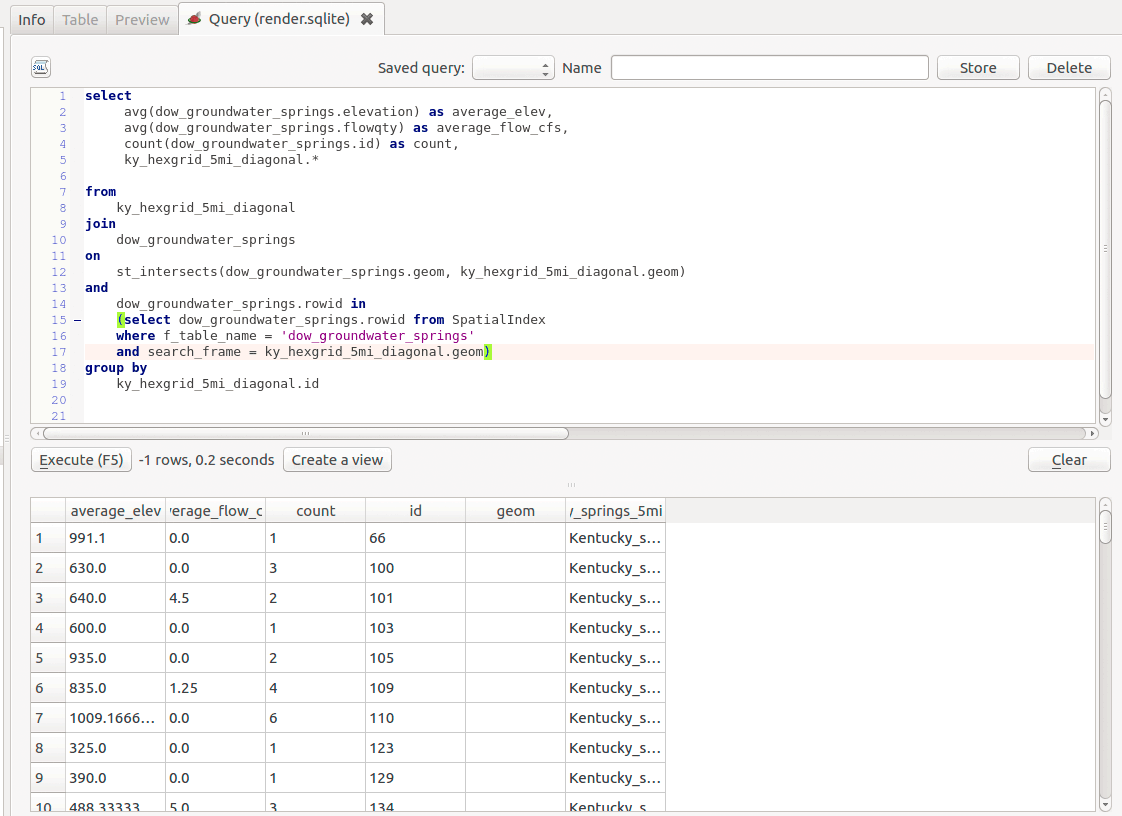 Info Table Preview Query (render.sqlite)
SQL Saved query: Name Store Delete
1 select
2 avg(dow_groundwater_springs.elevation) as average_elev,
3 avg(dow_groundwater_springs.flowqty) as average_flow_cfs,
4 count(dow_groundwater_springs.id) as count,
5 ky_hexgrid_5mi_diagonal.*
6
7 from
8 ky_hexgrid_5mi_diagonal
9 join
10 dow_groundwater_springs
11 on
12 st_intersects(dow_groundwater_springs.geom, ky_hexgrid_5mi_diagonal.geom)
13 and
14 dow_groundwater_springs.rowid in
15 (select dow_groundwater_springs.rowid from SpatialIndex
16 where f_table_name = 'dow_groundwater_springs'
17 and search_frame = ky_hexgrid_5mi_diagonal.geom)
18 group by
19 ky_hexgrid_5mi_diagonal.id
20
21
Execute (F5) -1 rows, 0.2 seconds Create a view Clear
average_elev verage_flow_c count id geom y_springs_5mi
1 991.1 0.0 1 66 Kentucky_s...
2 630.0 0.0 3 100 Kentucky_s...
3 640.0 4.5 2 101 Kentucky_s...
4 600.0 0.0 1 103 Kentucky_s...
5 935.0 0.0 2 105 Kentucky_s...
6 835.0 1.25 4 109 Kentucky_s...
7 1009.1666... 0.0 6 110 Kentucky_s...
8 325.0 0.0 1 123 Kentucky_s...
9 390.0 0.0 1 129 Kentucky_s...
10 488.33333 5.0 3 134 Kentucky_s